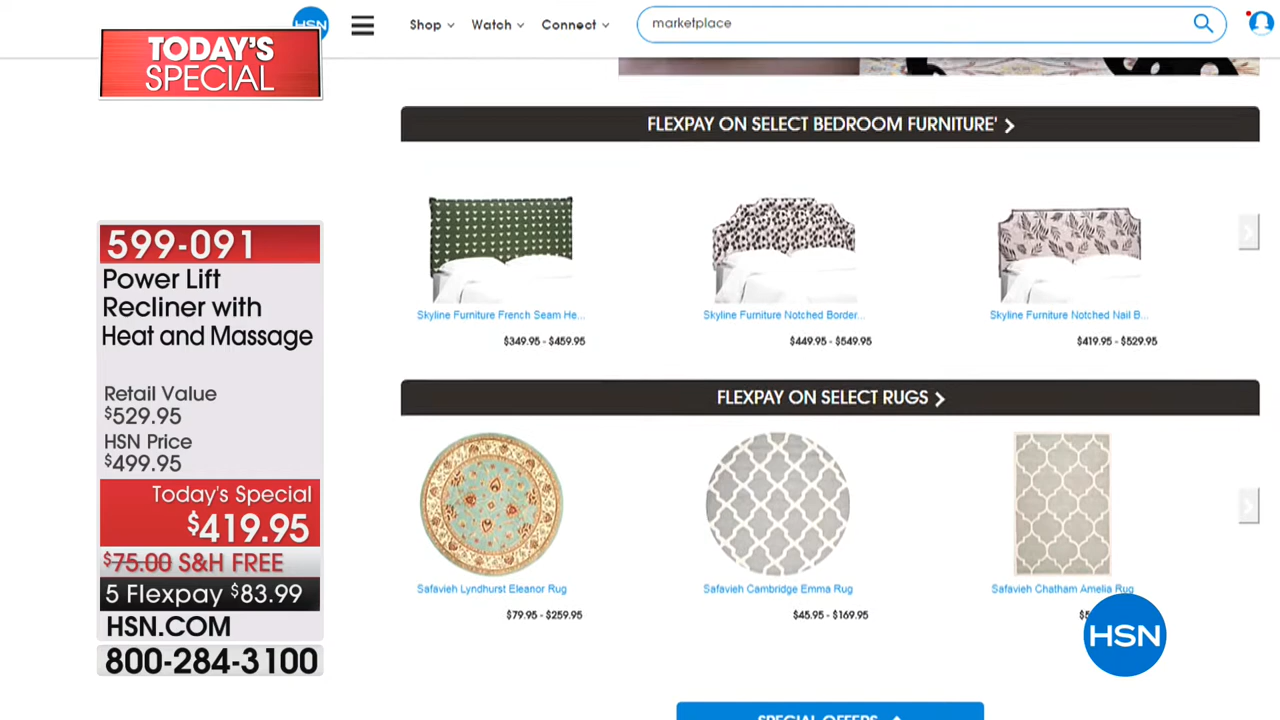 HSN
Shop
Watch
Connect
marketplace
TODAY'S
SPECIAL
FLEXPAY ON SELECT BEDROOM FURNITURE'
Skyline Furniture French Seam He...
$349.95 - $459.95
Skyline Furniture Notched Border...
$449.95 - $549.95
Skyline Furniture Notched Nail B...
$419.95 - $529.95
FLEXPAY ON SELECT RUGS
Safavieh Lyndhurst Eleanor Rug
$79.95 - $259.95
Safavieh Cambridge Emma Rug
$45.95 - $169.95
Safavieh Chatham Amelia Rug
599-091
Power Lift
Recliner with
Heat and Massage
Retail Value
$529.95
HSN Price
$499.95
Today's Special
$419.95
$75.00 S&H FREE
5 Flexpay $83.99
HSN.COM
800-284-3100
HSN
SPECIAL OFFERS